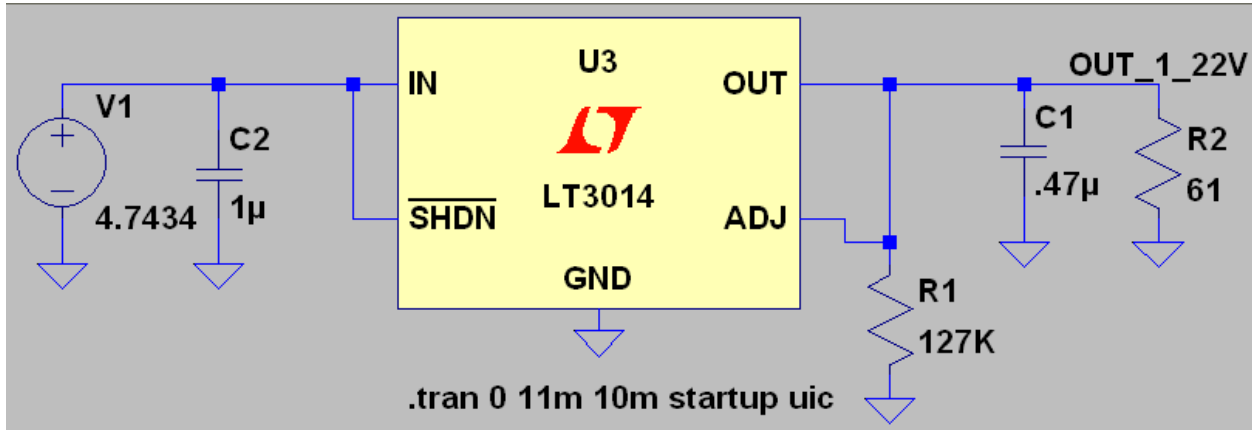 U3
IN
OUT
OUT_1_22V
V1
C2
C1
R2
4.7434
1µ
LT3014
.47µ
61
SHDN
ADJ
GND
R1
127K
.tran 0 11m 10m startup uic